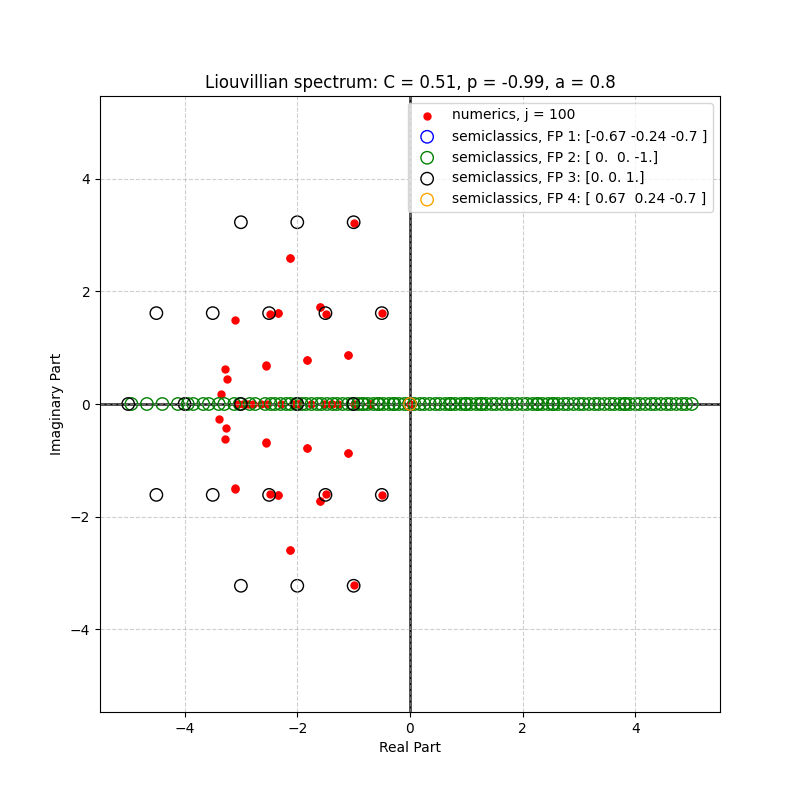 Liouvillian spectrum: C = 0.51, p = -0.99, a = 0.8
numerics, j = 100
semiclassics, FP 1: [-0.67 -0.24 -0.7 ]
semiclassics, FP 2: [ 0.  0. -1.]
semiclassics, FP 3: [0. 0. 1.]
semiclassics, FP 4: [ 0.67  0.24 -0.7 ]
Imaginary Part
4
2
0
−2
−4
−4 −2 0 2 4
Real Part